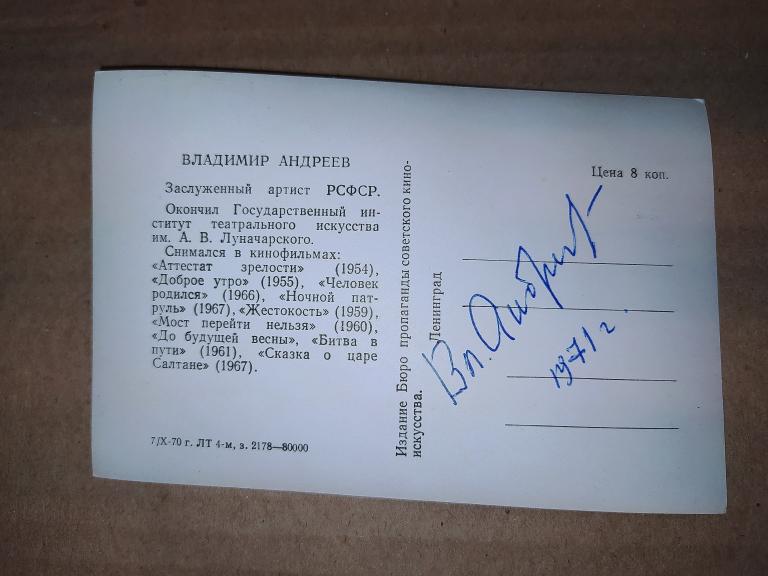 ВЛАДИМИР АНДРЕЕВ
Заслуженный артист РСФСР.
Окончил Государственный ин-
ститут театрального искусства
им. А. В. Луначарского.
Снимался в кинофильмах:
«Аттестат зрелости» (1954),
«Доброе утро» (1955), «Человек
родился» (1966), «Ночной пат-
руль» (1967), «Жестокость» (1959),
«Мост перейти нельзя» (1960),
«До будущей весны», «Битва в
пути» (1961), «Сказка о царе
Салтане» (1967).
7/X-70 г. ЛТ 4-м, з. 2178—80000
Издание Бюро пропаганды советского кино-
искусства.
Ленинград
Цена 8 коп.
Вл. Андреев
1971 г.